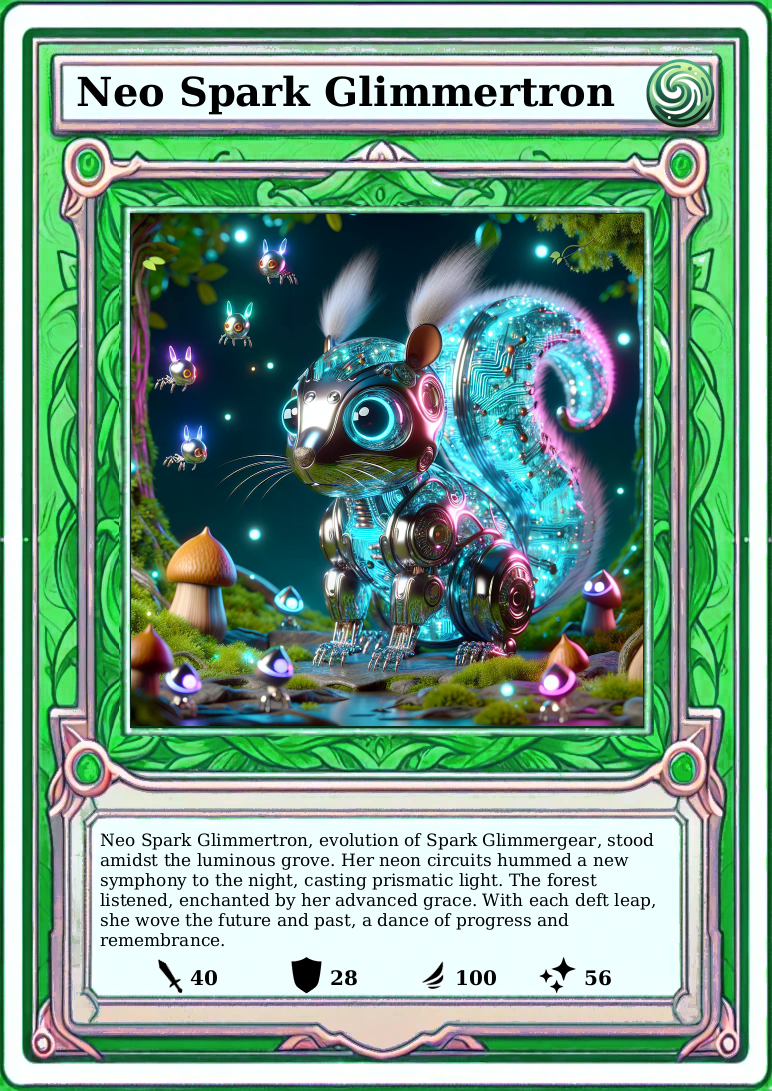 Neo Spark Glimmertron
Neo Spark Glimmertron, evolution of Spark Glimmergear, stood
amidst the luminous grove. Her neon circuits hummed a new
symphony to the night, casting prismatic light. The forest
listened, enchanted by her advanced grace. With each deft leap,
she wove the future and past, a dance of progress and
remembrance.
40 28 100 56